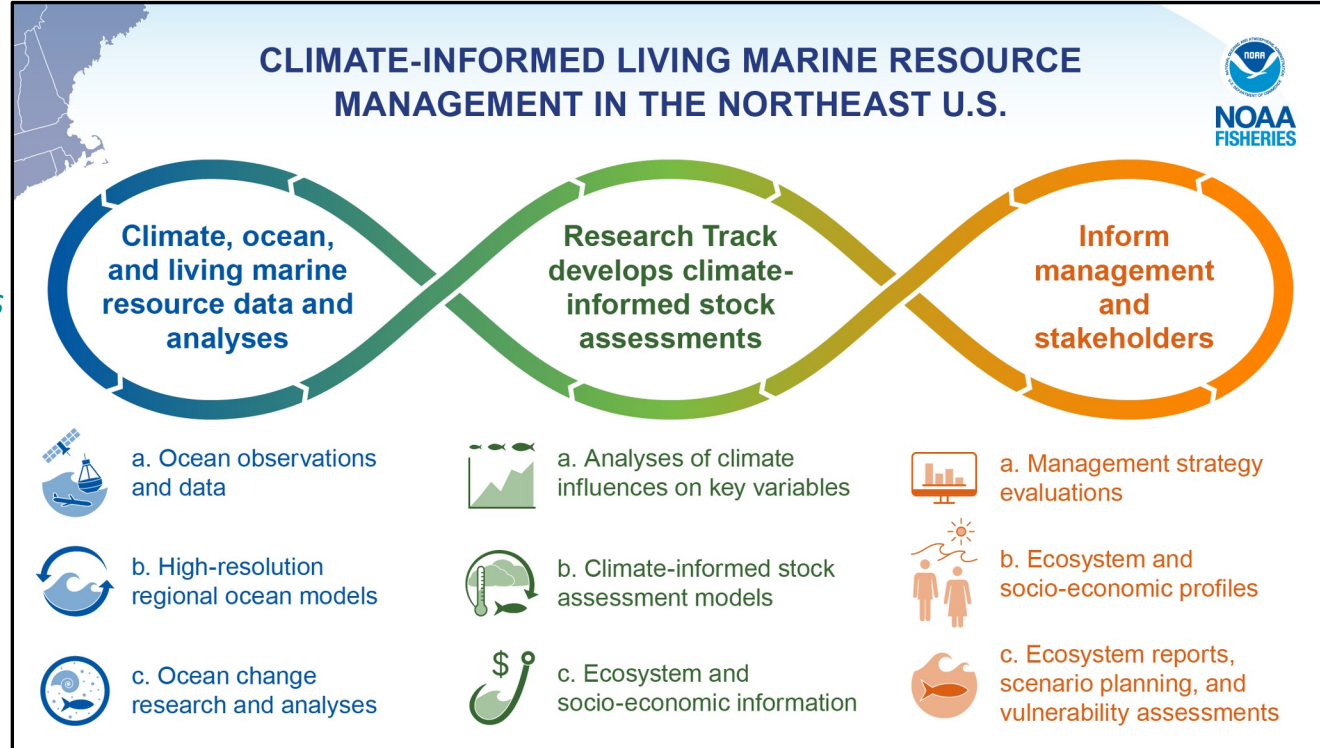 CLIMATE-INFORMED LIVING MARINE RESOURCE
MANAGEMENT IN THE NORTHEAST U.S.
NOAA
NOAA
FISHERIES
s
Climate, ocean,
and living marine
resource data and
analyses
Research Track
develops climate-
informed stock
assessments
Inform
management
and
stakeholders
a. Ocean observations
and data
b. High-resolution
regional ocean models
c. Ocean change
research and analyses
a. Analyses of climate
influences on key variables
b. Climate-informed stock
assessment models
$
c. Ecosystem and
socio-economic information
a. Management strategy
evaluations
b. Ecosystem and
socio-economic profiles
c. Ecosystem reports,
scenario planning, and
vulnerability assessments